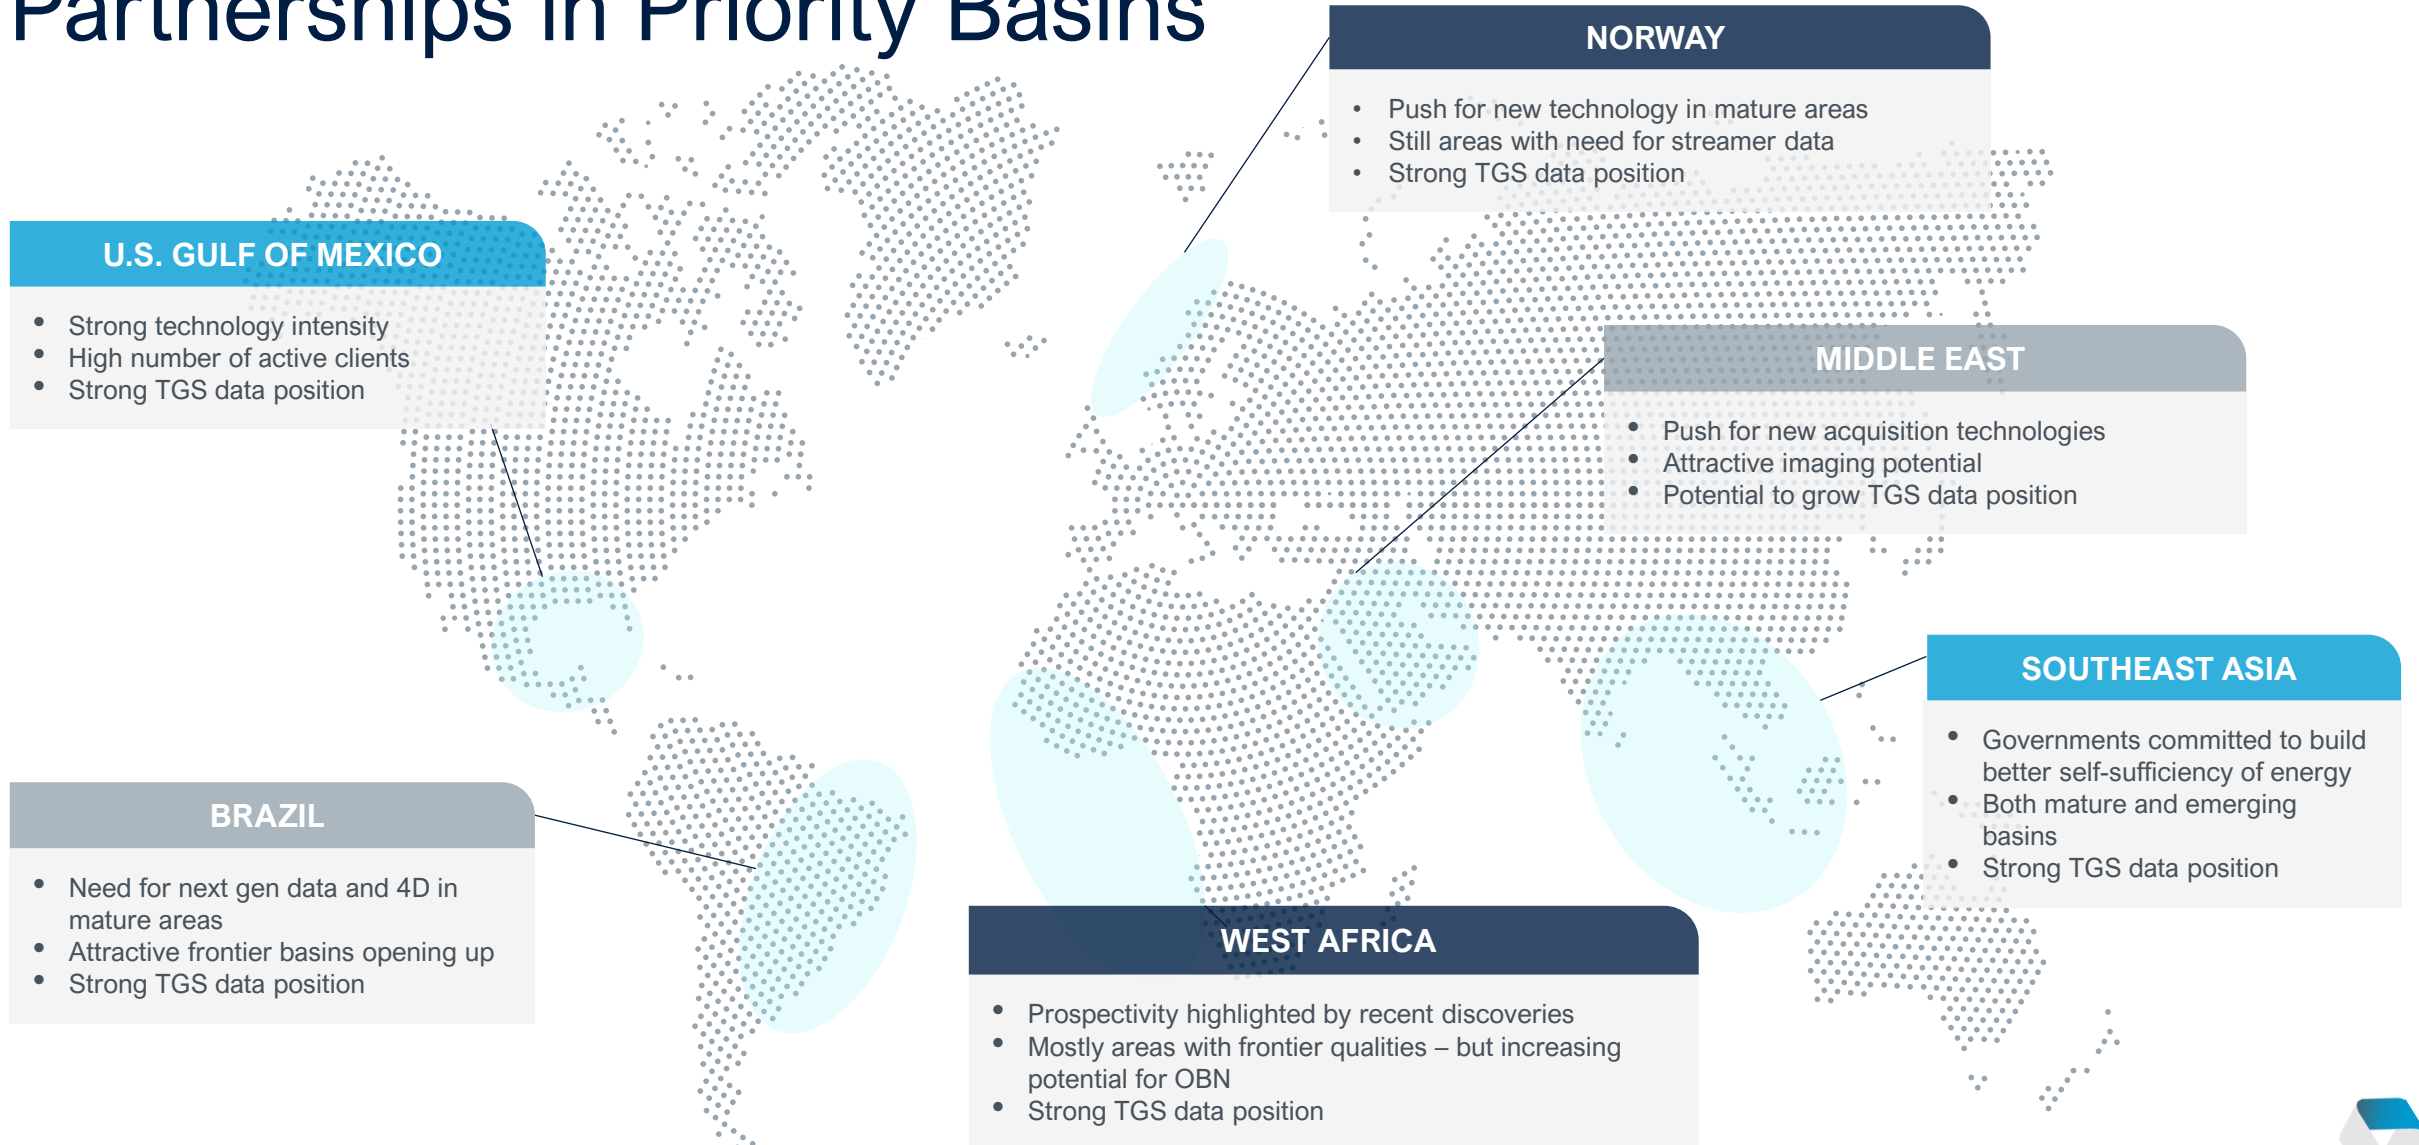 Partnerships in Priority Basins
NORWAY
• Push for new technology in mature areas
• Still areas with need for streamer data
• Strong TGS data position
U.S. GULF OF MEXICO
• Strong technology intensity
• High number of active clients
• Strong TGS data position
MIDDLE EAST
• Push for new acquisition technologies
• Attractive imaging potential
• Potential to grow TGS data position
SOUTHEAST ASIA
• Governments committed to build
better self-sufficiency of energy
• Both mature and emerging
basins
• Strong TGS data position
BRAZIL
• Need for next gen data and 4D in
mature areas
• Attractive frontier basins opening up
• Strong TGS data position
WEST AFRICA
• Prospectivity highlighted by recent discoveries
• Mostly areas with frontier qualities – but increasing
potential for OBN
• Strong TGS data position